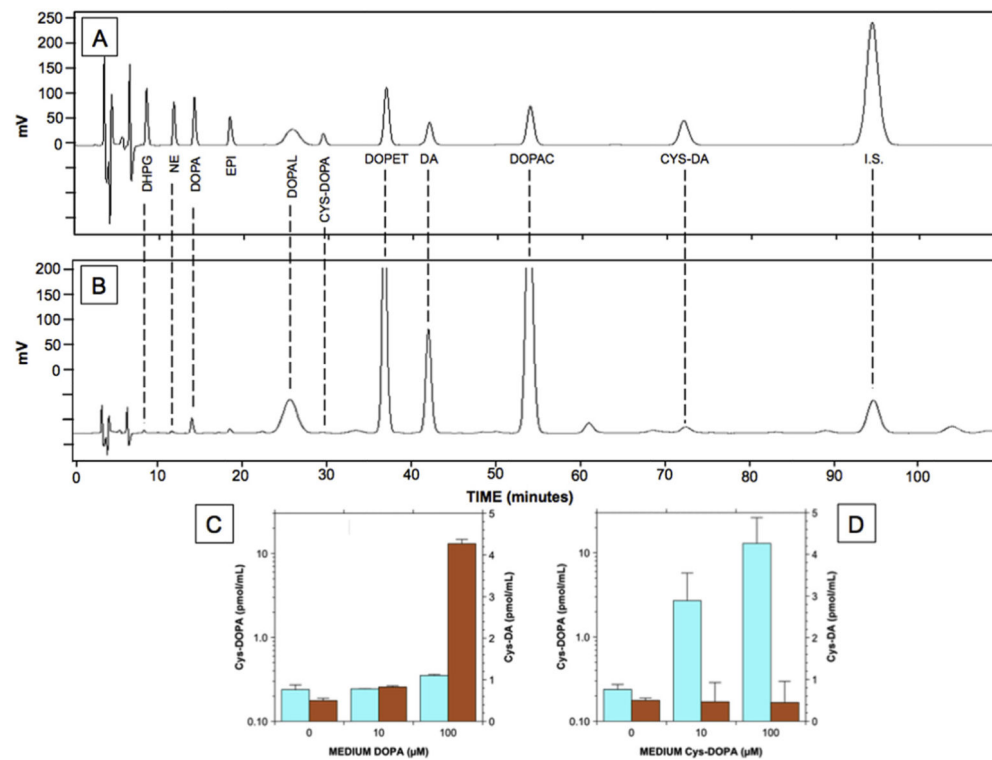 A
250
200
150
100
50
0
mV
DHPG
NE
DOPA
EPI
DOPAL
CYS-DOPA
DOPET
DA
DOPAC
CYS-DA
I.S.
B
200
150
100
50
0
mV
0 10 20 30 40 50 60 70 80 90 100
TIME (minutes)
C
Cys-DOPA (pmol/mL)
10
1.0
0.10
5
4
3
2
1
0
Cys-DA (pmol/mL)
0 10 100
MEDIUM DOPA (µM)
D
Cys-DOPA (pmol/mL)
10
1.0
0.10
5
4
3
2
1
0
Cys-DA (pmol/mL)
0 10 100
MEDIUM Cys-DOPA (µM)